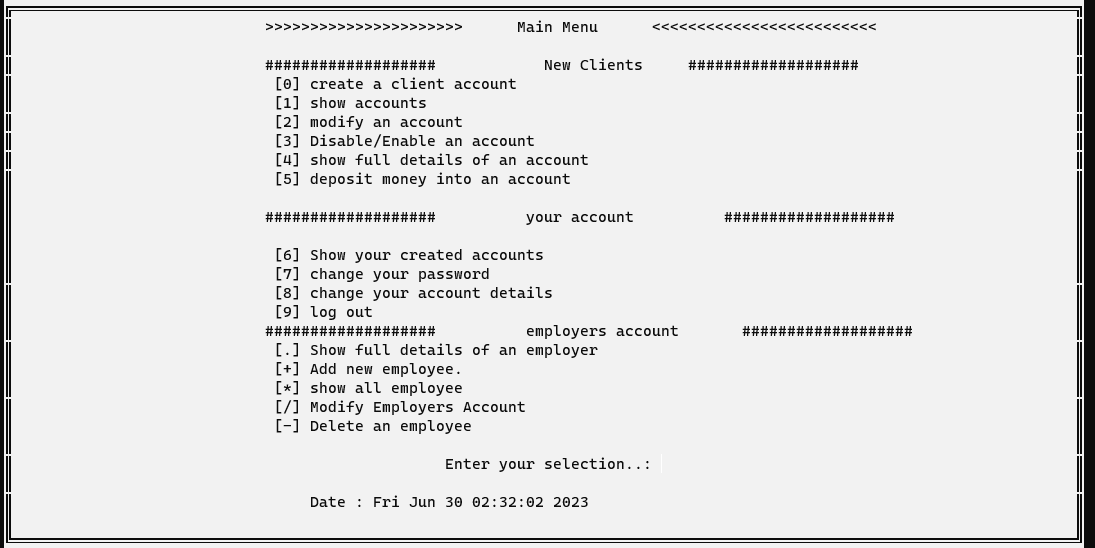 >>>>>>>>>>>>>>>>>>>>>> Main Menu <<<<<<<<<<<<<<<<<<<<<<<<<
################### New Clients ###################
[0] create a client account
[1] show accounts
[2] modify an account
[3] Disable/Enable an account
[4] show full details of an account
[5] deposit money into an account
################### your account ###################
[6] Show your created accounts
[7] change your password
[8] change your account details
[9] log out
################### employers account ###################
[.] Show full details of an employer
[+] Add new employee.
[*] show all employee
[/] Modify Employers Account
[-] Delete an employee
Enter your selection..:
Date : Fri Jun 30 02:32:02 2023